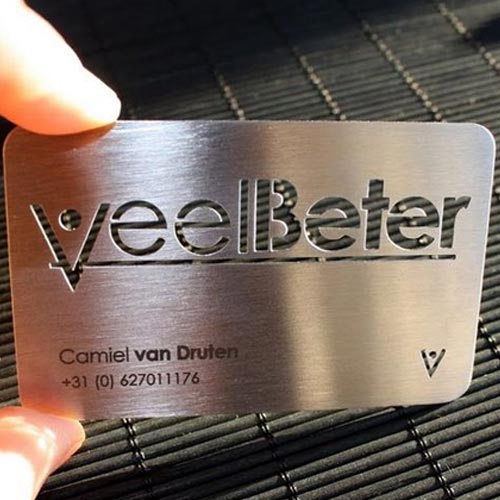 veelBeter
Camiel van Druten
+31 (0) 627011176